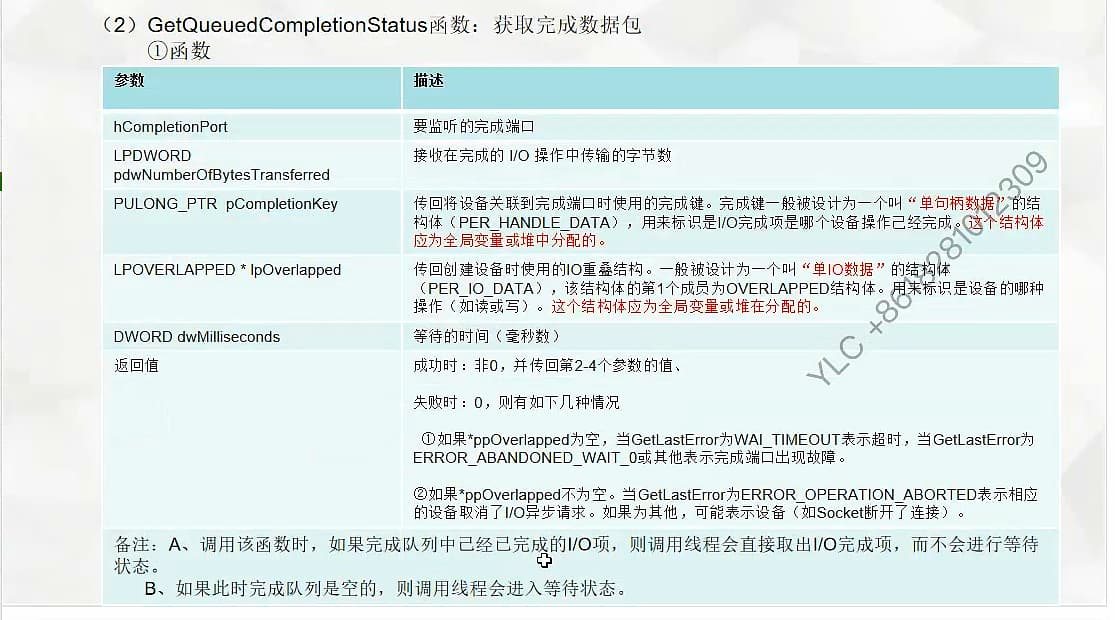 （2）GetQueuedCompletionStatus函数：获取完成数据包
①函数
参数
描述
hCompletionPort
要监听的完成端口
LPDWORD
pdwNumberOfBytesTransferred
接收在完成的 I/O 操作中传输的字节数
PULONG_PTR pCompletionKey
传回将设备关联到完成端口时使用的完成键。完成键一般被设计为一个叫“单句柄数据”的结
构体（PER_HANDLE_DATA），用来标识是I/O完成项是哪个设备操作己经完成。这个结构体
应为全局变量或堆中分配的。
LPOVERLAPPED * lpOverlapped
传回创建设备时使用的IO重叠结构。一般被设计为一个叫“单IO数据”的结构体
（PER_IO_DATA），该结构体的第1个成员为OVERLAPPED结构体。用来标识是设备的哪种
操作（如读或写）。这个结构体应为全局变量或堆在分配的。
DWORD dwMilliseconds
等待的时间（毫秒数）
返回值
成功时：非0，并传回第2-4个参数的值、
失败时：0，则有如下几种情况
①如果*ppOverlapped为空，当GetLastError为WAI_TIMEOUT表示超时，当GetLastError为
ERROR_ABANDONED_WAIT_0或其他表示完成端口出现故障。
②如果*ppOverlapped不为空。当GetLastError为ERROR_OPERATION_ABORTED表示相应
的设备取消了I/O异步请求。如果为其他，可能表示设备（如Socket断开了连接）。
备注：A、调用该函数时，如果完成队列中己经已完成的I/O项，则调用线程会直接取出I/O完成项，而不会进行等待
状态。
B、如果此时完成队列是空的，则调用线程会进入等待状态。
YLC +8618281012309